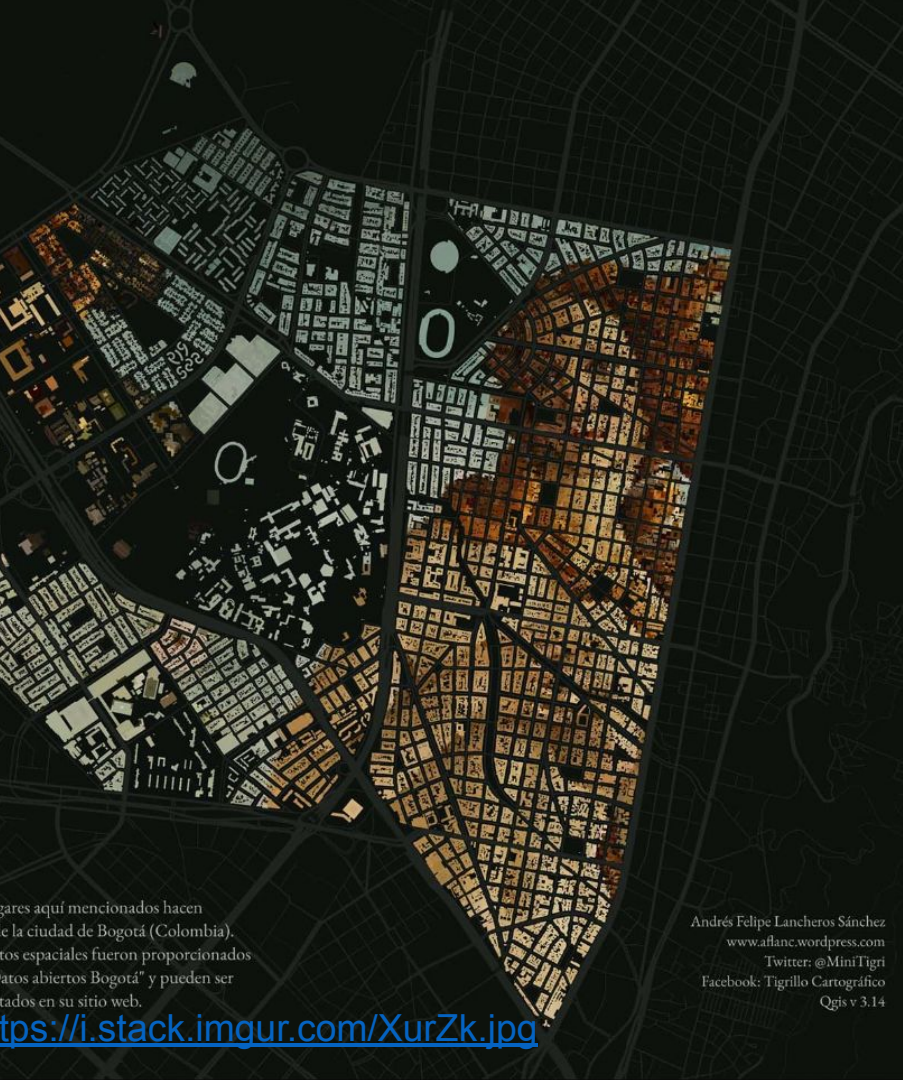 gares aquí mencionados hacen
le la ciudad de Bogotá (Colombia).
tos espaciales fueron proporcionados
Datos abiertos Bogotá" y pueden ser
tados en su sitio web.
tps://i.stack.imgur.com/XurZk.jpg
Andrés Felipe Lancheros Sánchez
www.aflanc.wordpress.com
Twitter: @MiniTigri
Facebook: Tigrillo Cartográfico
Qgis v 3.14